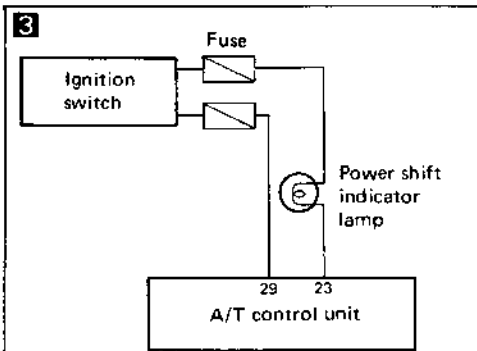 3
Fuse
Ignition
switch
Power shift
indicator
lamp
29 23
A/T control unit